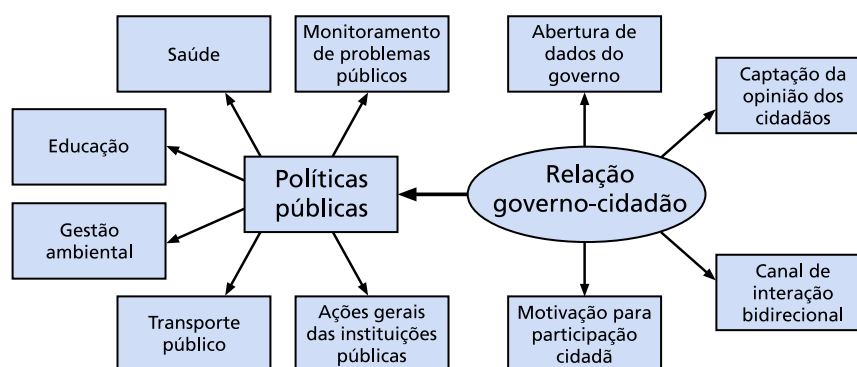 Saúde
Monitoramento
de problemas
públicos
Abertura de
dados do
governo
Captação da
opinião dos
cidadãos
Educação
Políticas
públicas
Relação
governo-cidadão
Gestão
ambiental
Canal de
interação
bidirecional
Transporte
público
Ações gerais
das instituições
públicas
Motivação para
participação
cidadã